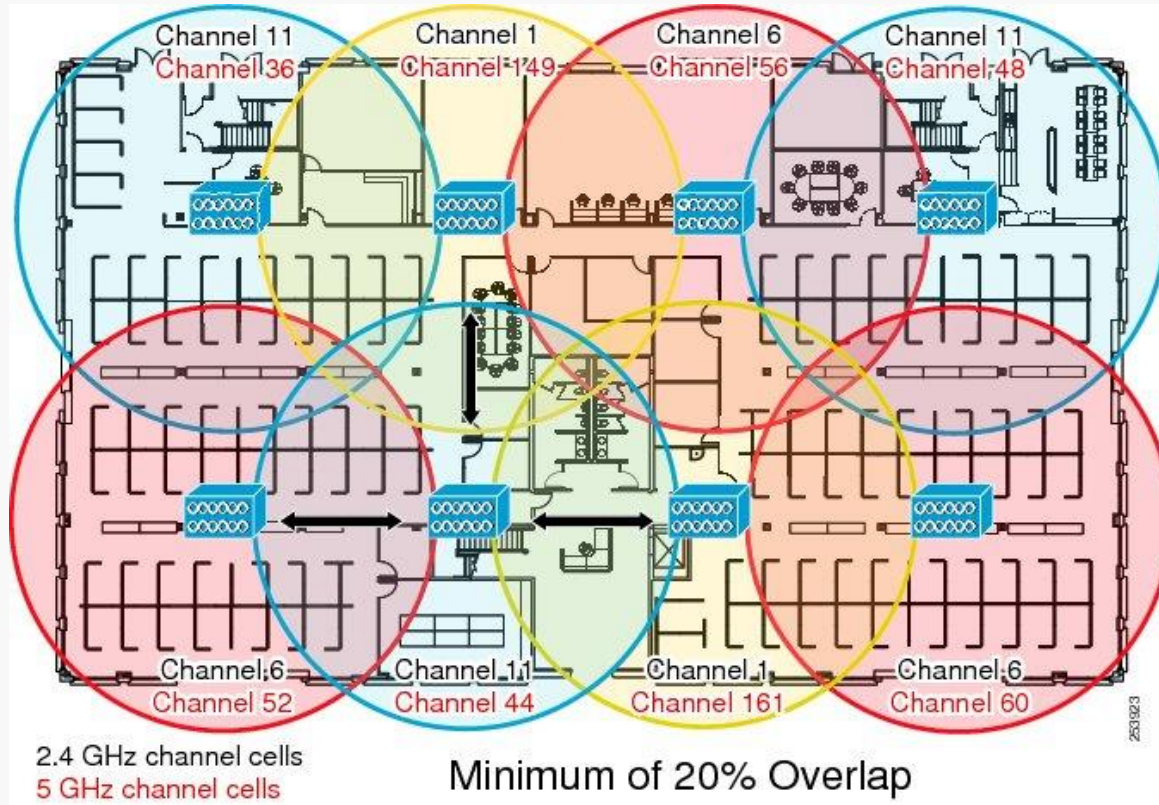 Channel 11
Channel 36
Channel 1
Channel 149
Channel 6
Channel 56
Channel 11
Channel 48
Channel 6
Channel 52
Channel 11
Channel 44
Channel 1
Channel 161
Channel 6
Channel 60
253923
2.4 GHz channel cells
5 GHz channel cells
Minimum of 20% Overlap